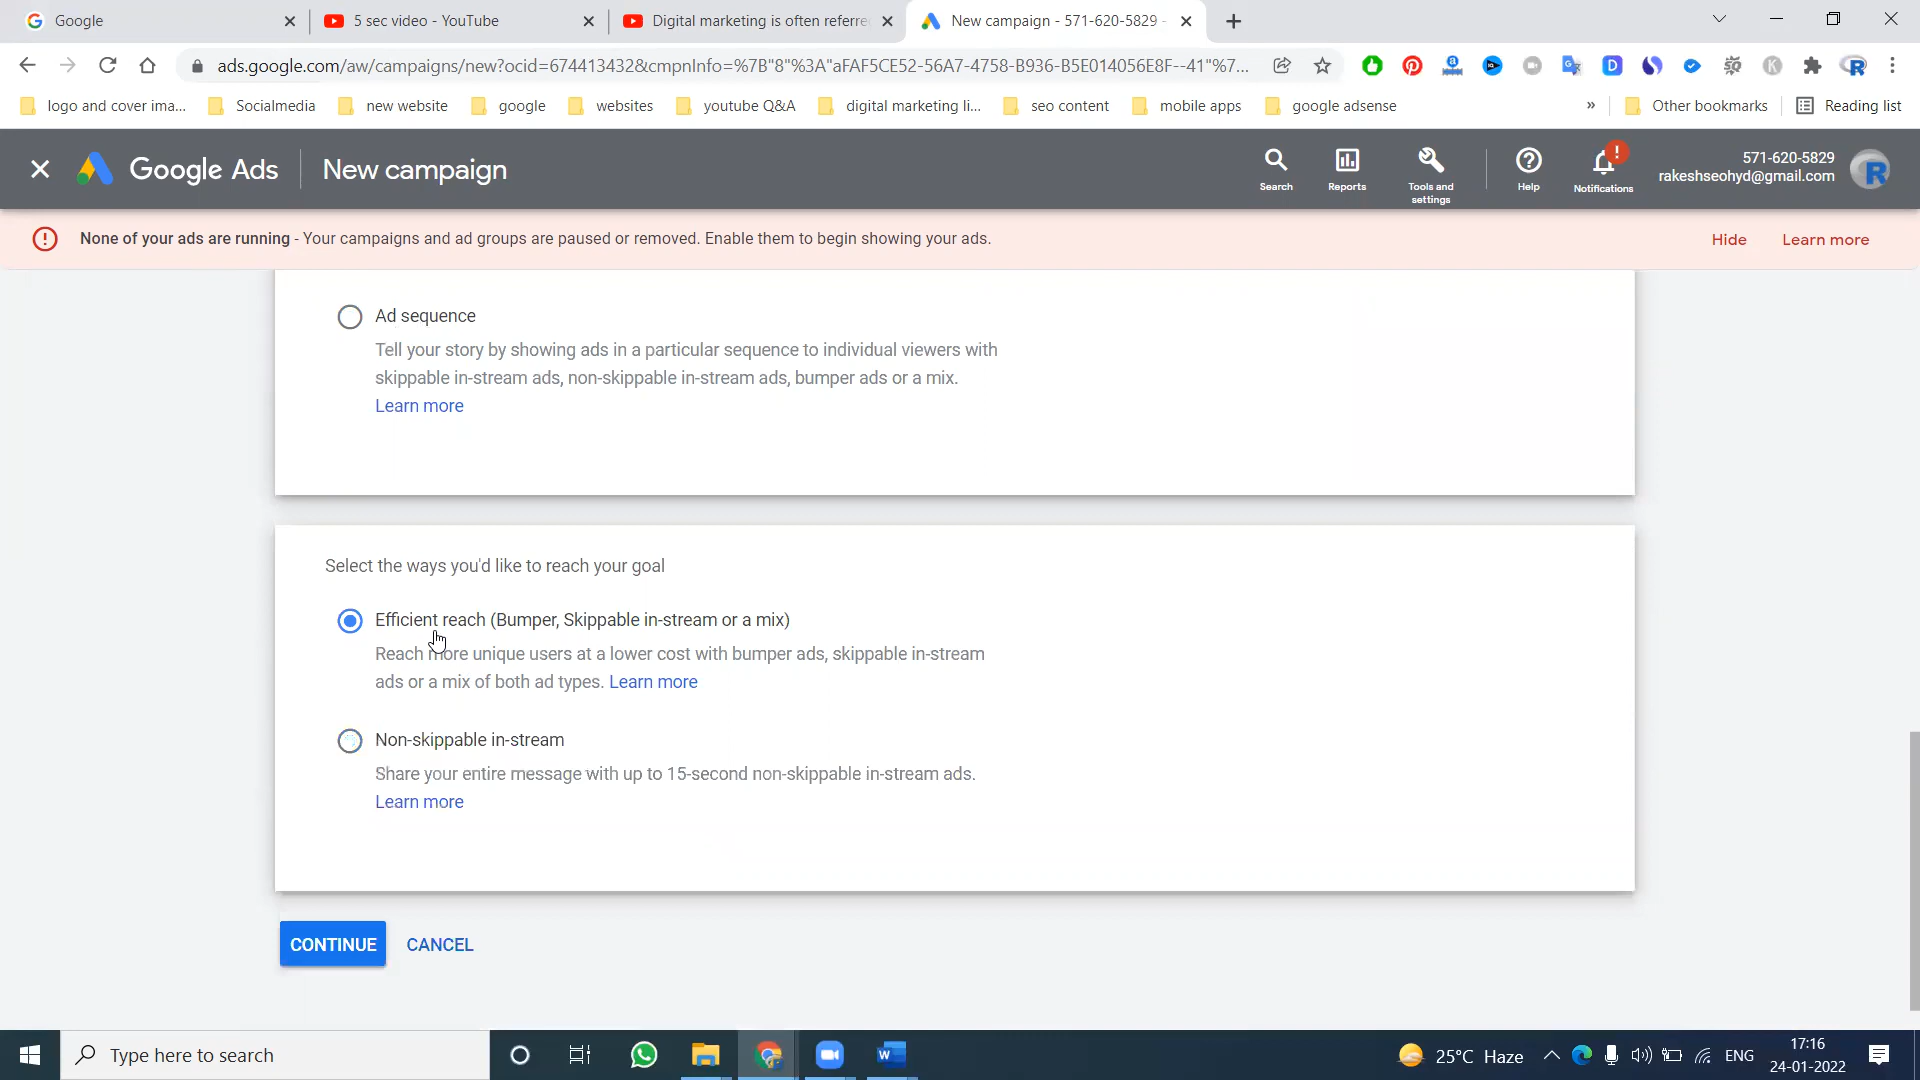 Google
5 sec video - YouTube
Digital marketing is often referre
New campaign - 571-620-5829 -
ads.google.com/aw/campaigns/new?ocid=674413432&cmpnInfo=%7B"8"%3A"aFAF5CE52-56A7-4758-B936-B5E014056E8F--41"%7...
logo and cover ima...
Socialmedia
new website
google
websites
youtube Q&A
digital marketing li...
seo content
mobile apps
google adsense
»
Other bookmarks
Reading list
Google Ads
New campaign
Search
Reports
Tools and
settings
Help
Notifications
571-620-5829
rakeshseohyd@gmail.com
None of your ads are running - Your campaigns and ad groups are paused or removed. Enable them to begin showing your ads.
Hide
Learn more
Ad sequence
Tell your story by showing ads in a particular sequence to individual viewers with
skippable in-stream ads, non-skippable in-stream ads, bumper ads or a mix.
Learn more
Select the ways you'd like to reach your goal
Efficient reach (Bumper, Skippable in-stream or a mix)
Reach more unique users at a lower cost with bumper ads, skippable in-stream
ads or a mix of both ad types. Learn more
Non-skippable in-stream
Share your entire message with up to 15-second non-skippable in-stream ads.
Learn more
CONTINUE
CANCEL
Type here to search
25°C Haze
ENG
17:16
24-01-2022